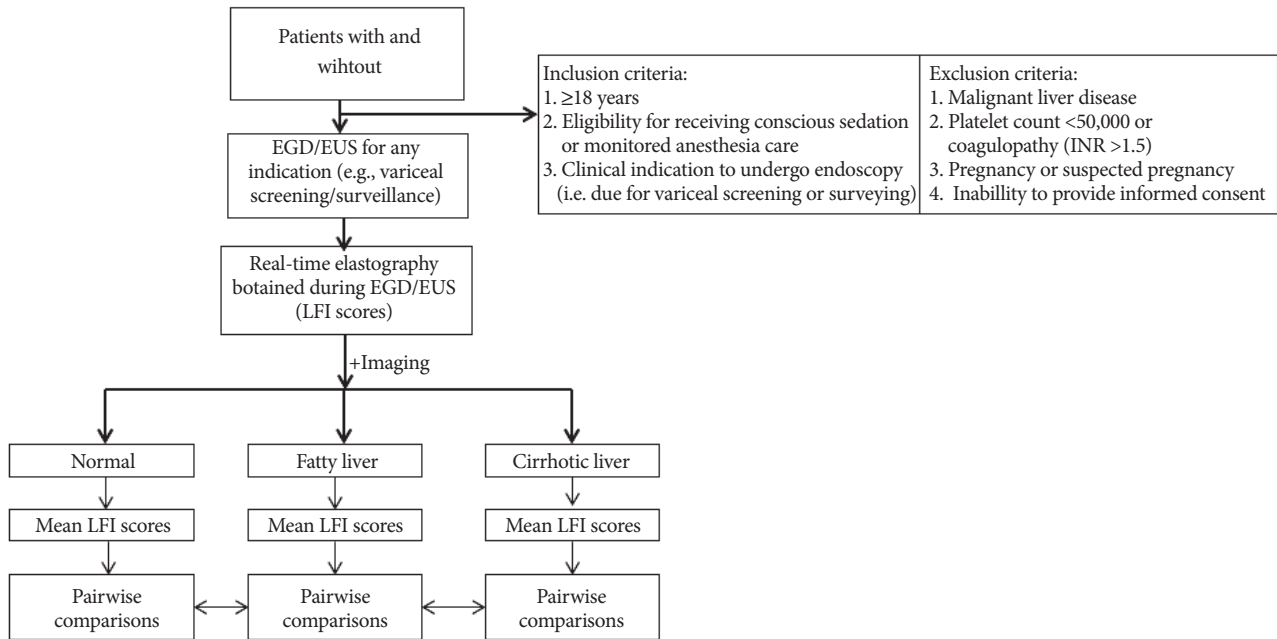 Patients with and
wihtout
Inclusion criteria:
1. ≥18 years
2. Eligibility for receiving conscious sedation
or monitored anesthesia care
3. Clinical indication to undergo endoscopy
(i.e. due for variceal screening or surveying)
Exclusion criteria:
1. Malignant liver disease
2. Platelet count <50,000 or
coagulopathy (INR >1.5)
3. Pregnancy or suspected pregnancy
4. Inabillity to provide informed consent
EGD/EUS for any
indication (e.g., variceal
screening/surveillance)
Real-time elastography
botained during EGD/EUS
(LFI scores)
+Imaging
Normal
Fatty liver
Cirrhotic liver
Mean LFI scores
Mean LFI scores
Mean LFI scores
Pairwise
comparisons
Pairwise
comparisons
Pairwise
comparisons